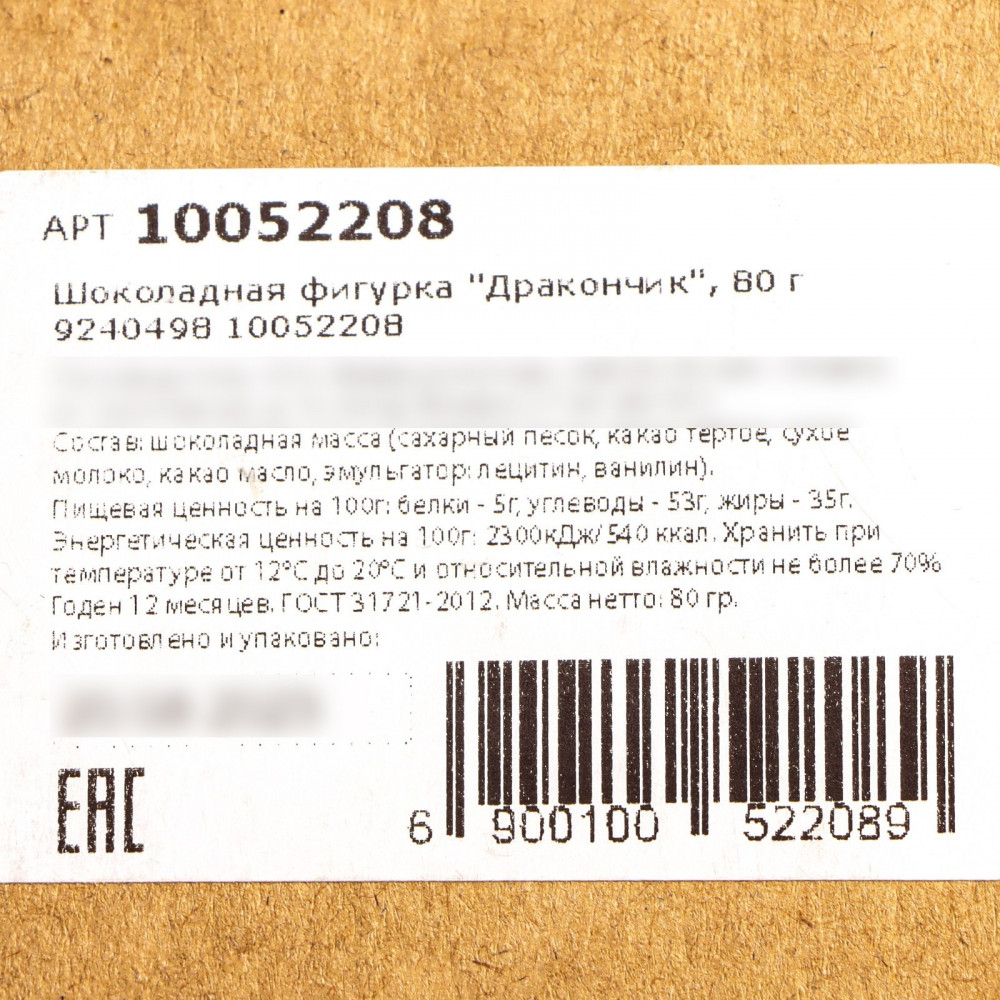 АРТ 10052208
Шоколадная фигурка "Дракончик", 80 г
9240498 10052208
Состав: шоколадная масса (сахарный песок, какао тертое, сухое
молоко, какао масло, эмульгатор: лецитин, ванилин).
Пищевая ценность на 100г: белки - 5г, углеводы - 53г, жиры - 35г.
Энергетическая ценность на 100г: 2300кДж/ 540 ккал. Хранить при
температуре от 12°С до 20°С и относительной влажности не более 70%
Годен 12 месяцев. ГОСТ 31721-2012. Масса нетто: 80 гр.
Изготовлено и упаковано:
EAC
6 900100 522089